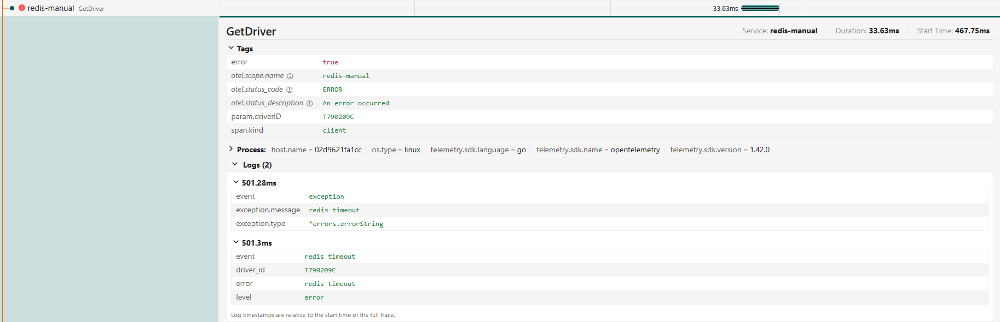 redis-manual GetDriver 33.63ms
GetDriver Service: redis-manual Duration: 33.63ms Start Time: 467.75ms
Tags
error true
otel.scope.name redis-manual
otel.status_code ERROR
otel.status_description An error occurred
param.driverID T790209C
span.kind client
Process: host.name = 02d9621fa1cc os.type = linux telemetry.sdk.language = go telemetry.sdk.name = opentelemetry telemetry.sdk.version = 1.42.0
Logs (2)
501.28ms
event exception
exception.message redis timeout
exception.type *errors.errorString
501.3ms
event redis timeout
driver_id T790209C
error redis timeout
level error
Log timestamps are relative to the start time of the full trace.